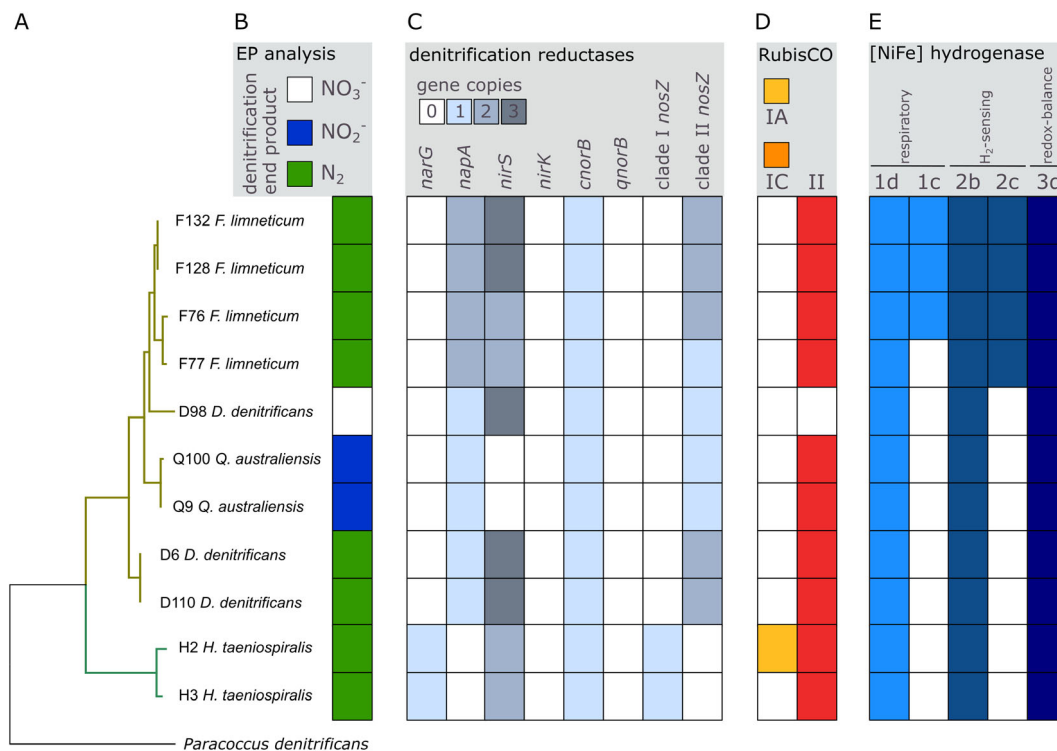 A
B
C
D
E
EP analysis
denitrification
end product
NO₃⁻
NO₂⁻
N₂
denitrification reductases
gene copies
0 1 2 3
narG
napA
nirS
nirK
cnorB
qnorB
clade I nosZ
clade II nosZ
RubisCO
IA
IC II
[NiFe] hydrogenase
respiratory
H₂-sensing
redox-balance
1d 1c 2b 2c 3d
F132 F. limneticum
F128 F. limneticum
F76 F. limneticum
F77 F. limneticum
D98 D. denitrificans
Q100 Q. australiensis
Q9 Q. australiensis
D6 D. denitrificans
D110 D. denitrificans
H2 H. taeniospiralis
H3 H. taeniospiralis
Paracoccus denitrificans